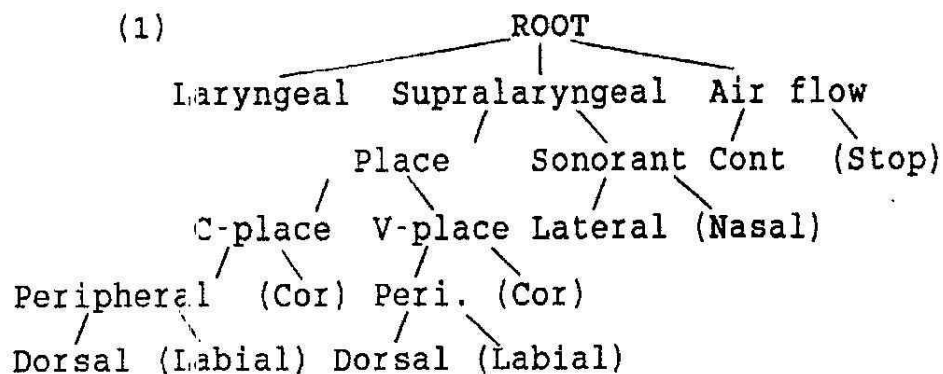 (1) ROOT
Laryngeal Supralaryngeal Air flow
Place Sonorant Cont (Stop)
C-place V-place Lateral (Nasal)
Peripheral (Cor) Peri. (Cor)
Dorsal (Labial) Dorsal (Labial)